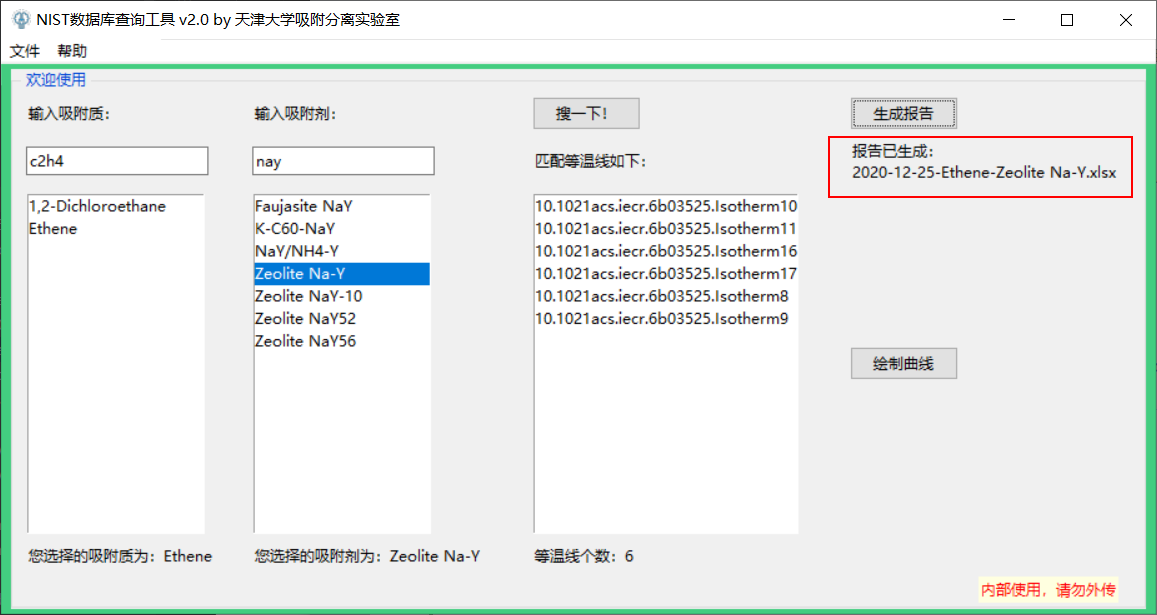 NIST数据库查询工具 v2.0 by 天津大学吸附分离实验室
文件 帮助
欢迎使用
输入吸附质：
输入吸附剂：
搜一下！
生成报告
c2h4
nay
匹配等温线如下：
报告已生成：
2020-12-25-Ethene-Zeolite Na-Y.xlsx
1,2-Dichloroethane
Ethene
Faujasite NaY
K-C60-NaY
NaY/NH4-Y
Zeolite Na-Y
Zeolite NaY-10
Zeolite NaY52
Zeolite NaY56
10.1021acs.iecr.6b03525.Isotherm10
10.1021acs.iecr.6b03525.Isotherm11
10.1021acs.iecr.6b03525.Isotherm16
10.1021acs.iecr.6b03525.Isotherm17
10.1021acs.iecr.6b03525.Isotherm8
10.1021acs.iecr.6b03525.Isotherm9
绘制曲线
您选择的吸附质为：Ethene
您选择的吸附剂为：Zeolite Na-Y
等温线个数：6
内部使用，请勿外传